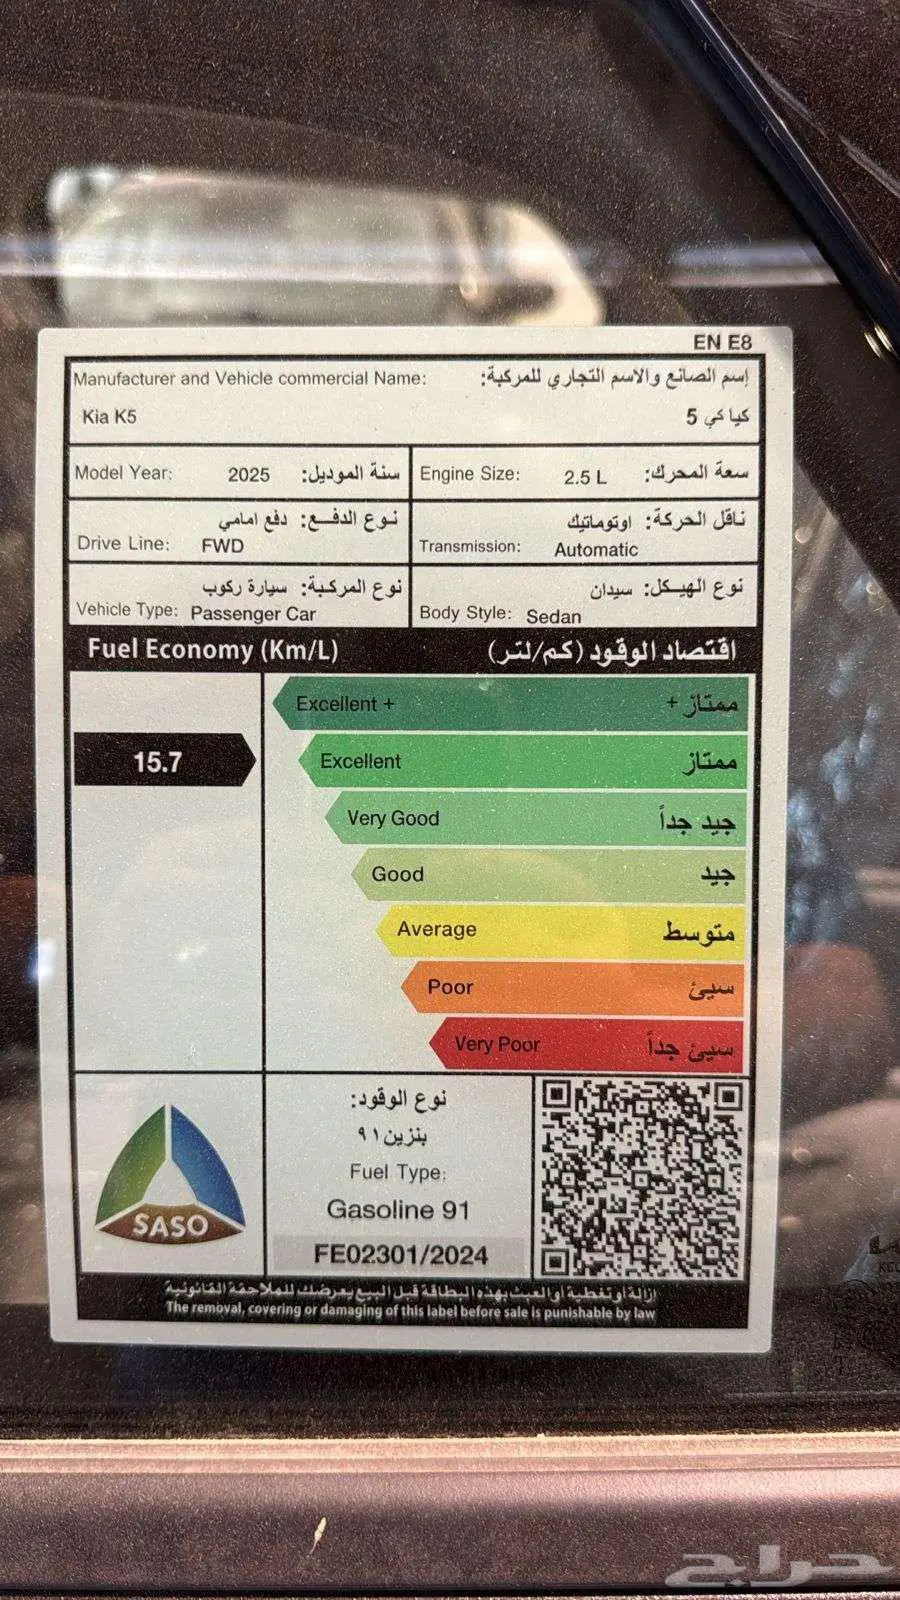 EN E8
Manufacturer and Vehicle commercial Name: إسم الصانع والاسم التجاري للمركبة:
Kia K5 كيا كي 5
Model Year: 2025 سنة الموديل:
Engine Size: 2.5 L سعة المحرك:
نوع الدفـع: دفع امامي
Drive Line: FWD
ناقل الحركة: اوتوماتيك
Transmission: Automatic
نوع المركبة: سيارة ركوب
Vehicle Type: Passenger Car
نوع الهيكل: سيدان
Body Style: Sedan
Fuel Economy (Km/L) اقتصاد الوقود (كم/لتر)
15.7
Excellent + ممتاز +
Excellent ممتاز
Very Good جيد جداً
Good جيد
Average متوسط
Poor سيئ
Very Poor سيئ جداً
SASO
نوع الوقود:
بنزين ٩١
Fuel Type:
Gasoline 91
FE02301/2024
ازالة او تغطية او العبث بهذه البطاقة قبل البيع يعرضك للملاحقة القانونية
The removal, covering or damaging of this label before sale is punishable by law
حراج